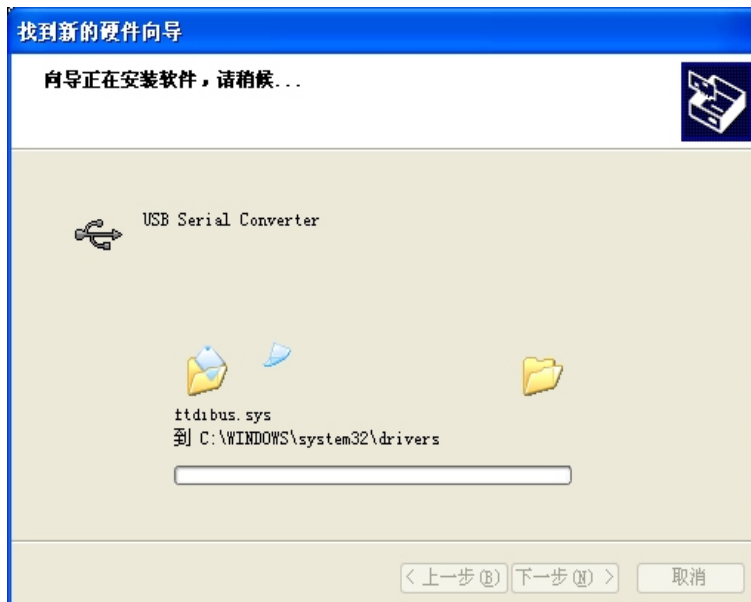 找到新的硬件向导
向导正在安装软件，请稍候...
USB Serial Converter
ftdibus.sys
到 C:\WINDOWS\system32\drivers
< 上一步(B) 下一步(N) > 取消